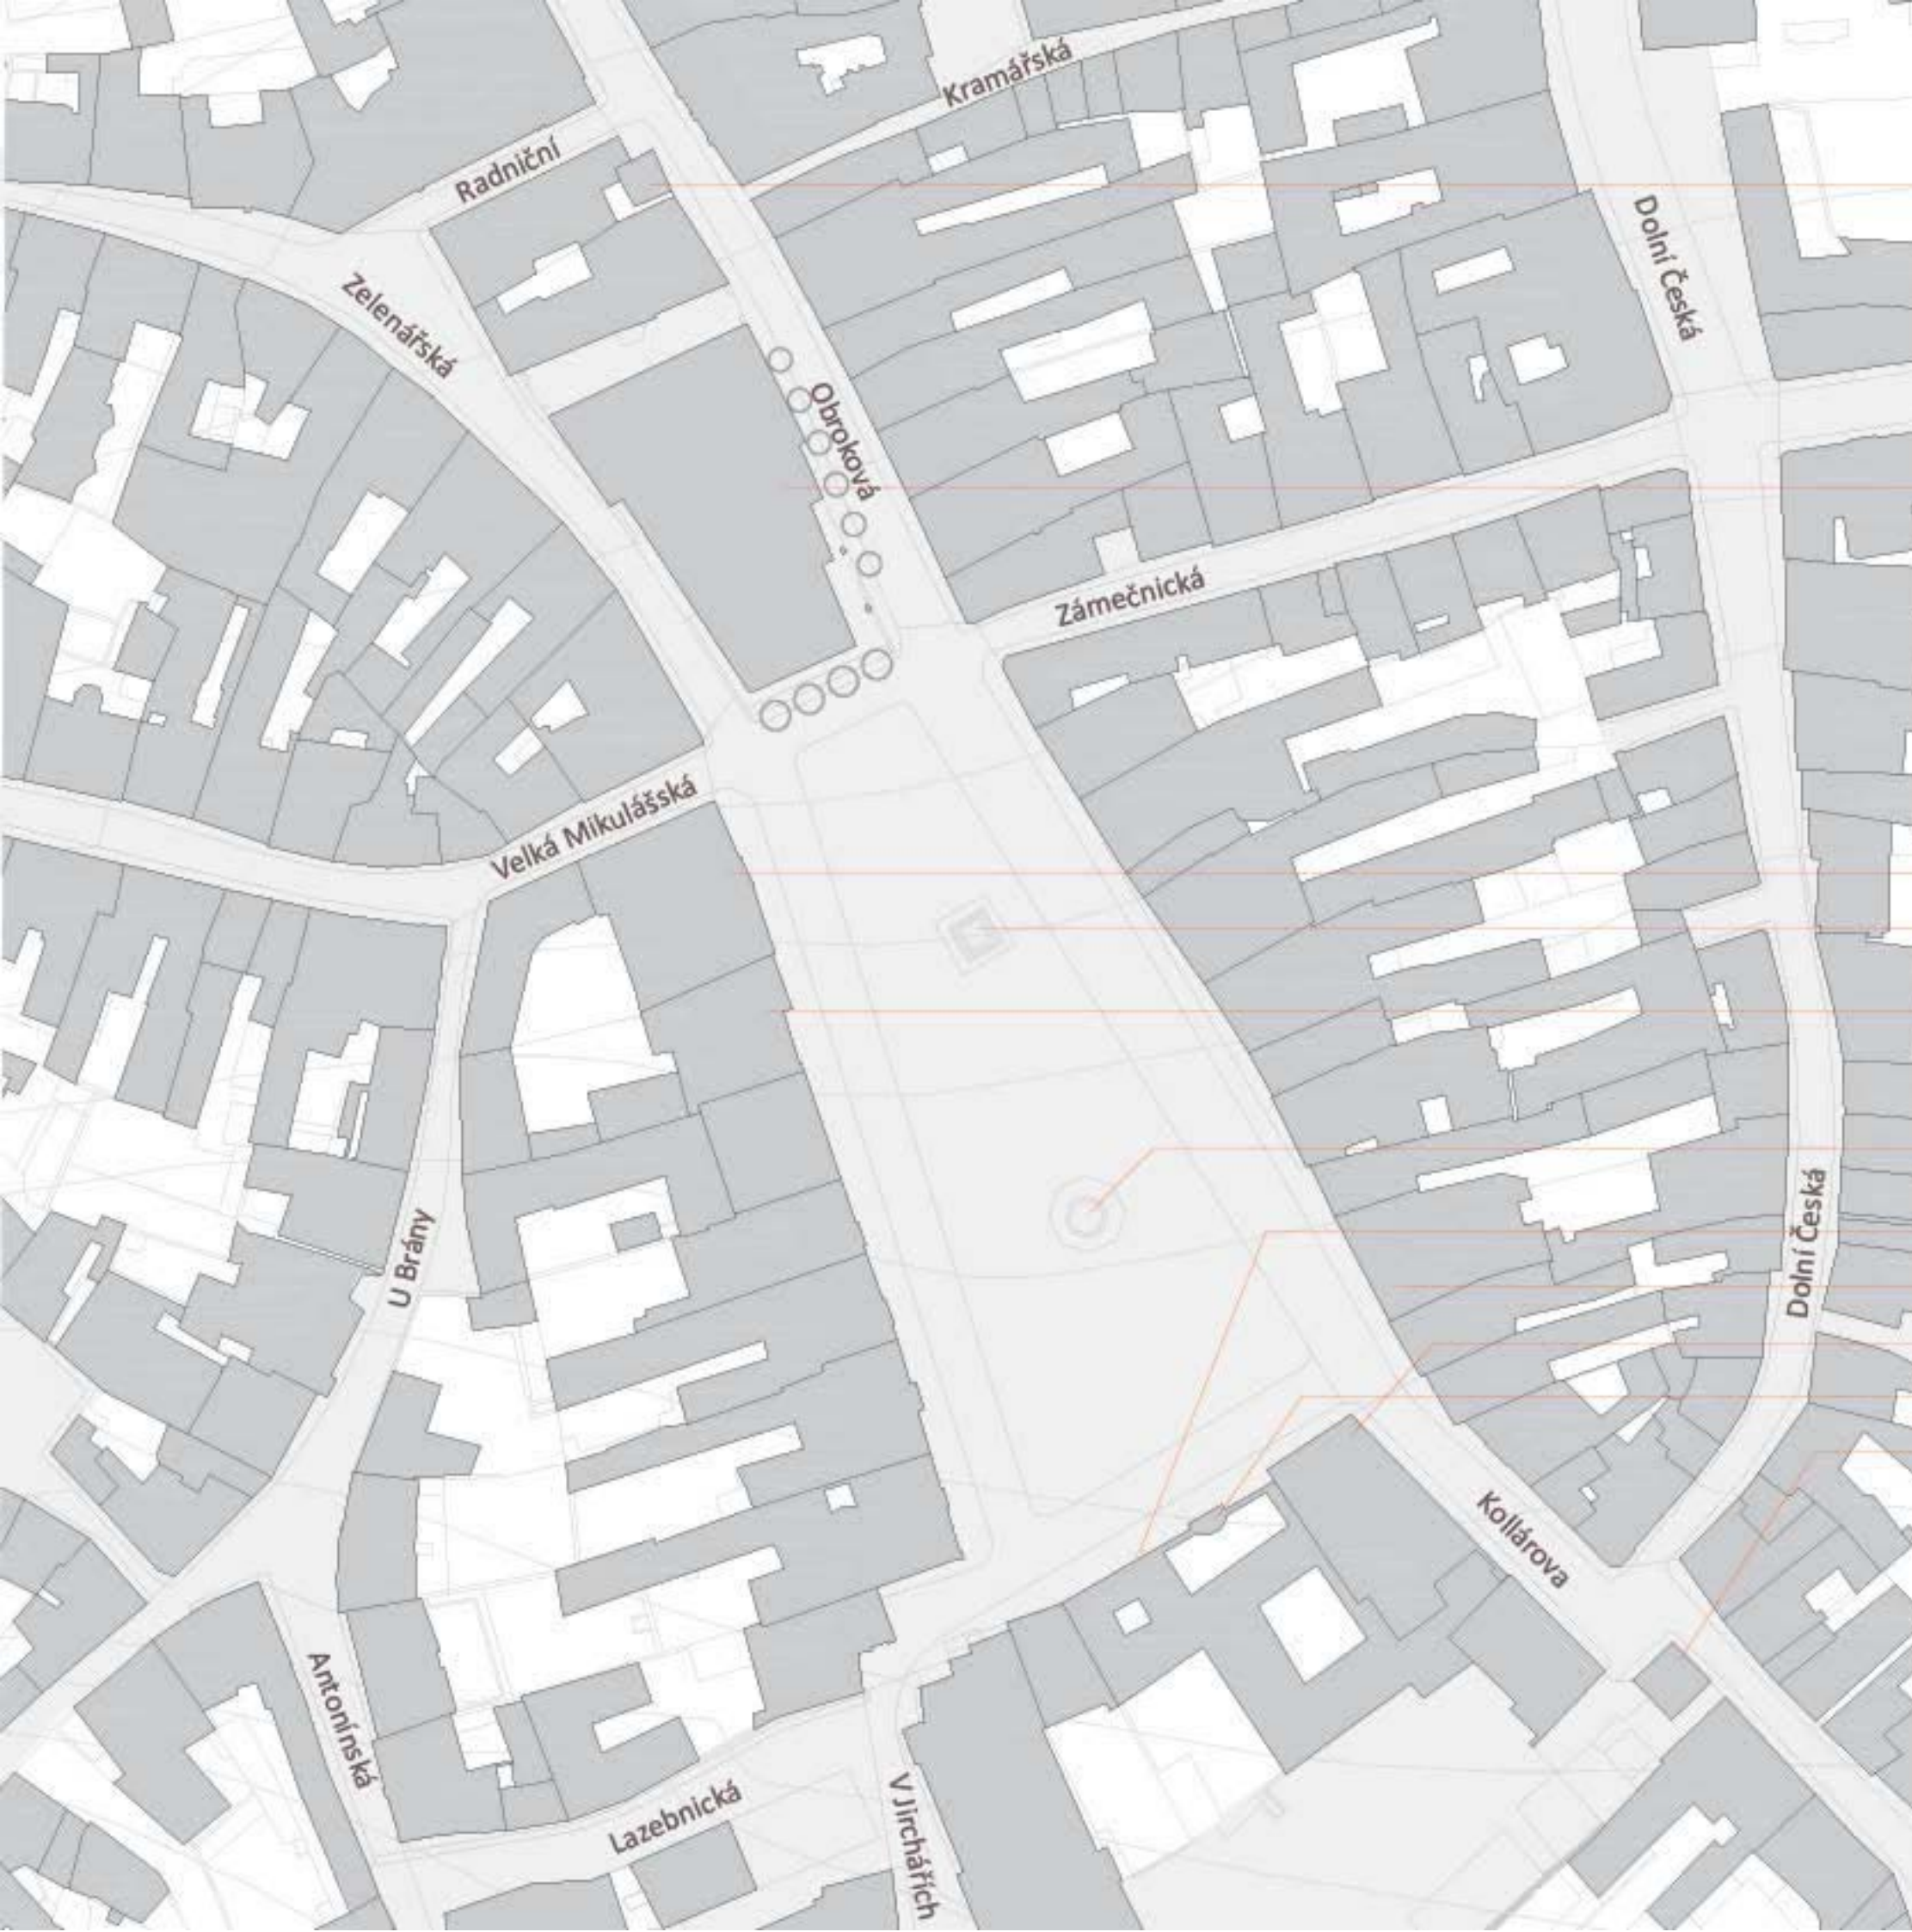 Kramářská
Radniční
Dolní Česká
Zelenářská
Obroková
Zámečnická
Velká Mikulášská
U Brány
Dolní Česká
Kollárova
Antonínská
Lazebnická
V Jirchářích